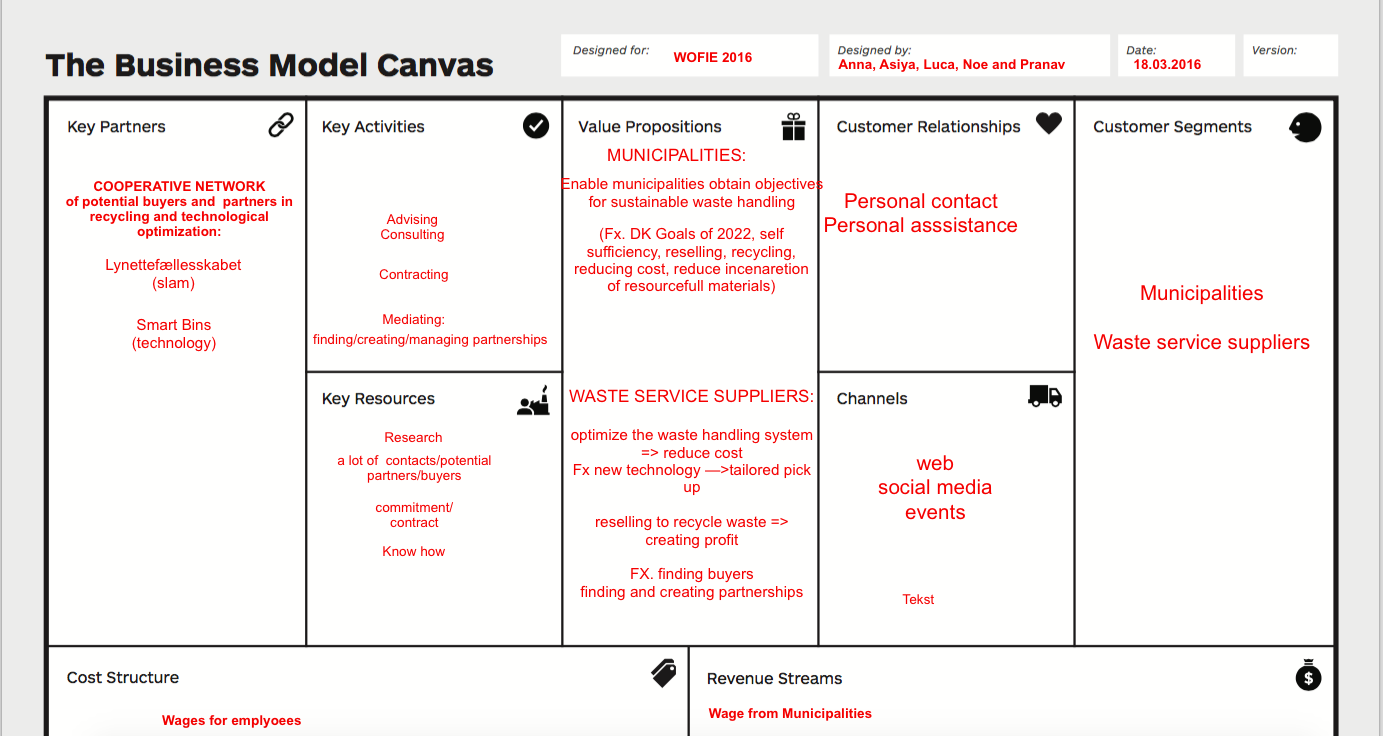 The Business Model Canvas
Designed for:
WOFIE 2016
Designed by:
Anna, Asiya, Luca, Noe and Pranav
Date:
18.03.2016
Version:
Key Partners
COOPERATIVE NETWORK
of potential buyers and partners in
recycling and technological
optimization:
Lynettefællesskabet
(slam)
Smart Bins
(technology)
Key Activities
Advising
Consulting
Contracting
Mediating:
finding/creating/managing partnerships
Key Resources
Research
a lot of contacts/potential
partners/buyers
commitment/
contract
Know how
Value Propositions
MUNICIPALITIES:
Enable municipalities obtain objectives
for sustainable waste handling
(Fx. DK Goals of 2022, self
sufficiency, reselling, recycling,
reducing cost, reduce incenaretion
of resourcefull materials)
WASTE SERVICE SUPPLIERS:
optimize the waste handling system
=> reduce cost
Fx new technology —>tailored pick
up
reselling to recycle waste =>
creating profit
FX. finding buyers
finding and creating partnerships
Customer Relationships
Personal contact
Personal asssistance
Channels
web
social media
events
Tekst
Customer Segments
Municipalities
Waste service suppliers
Cost Structure
Wages for emplyoees
Revenue Streams
$
Wage from Municipalities